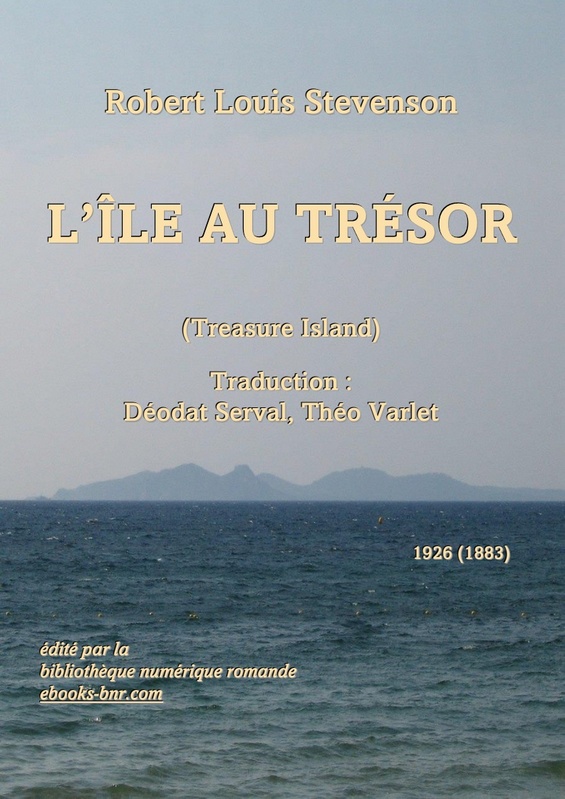 Robert Louis Stevenson
L’ÎLE AU TRÉSOR
(Treasure Island)
Traduction :
Déodat Serval, Théo Varlet
1926 (1883)
édité par la
bibliothèque numérique romande
ebooks-bnr.com